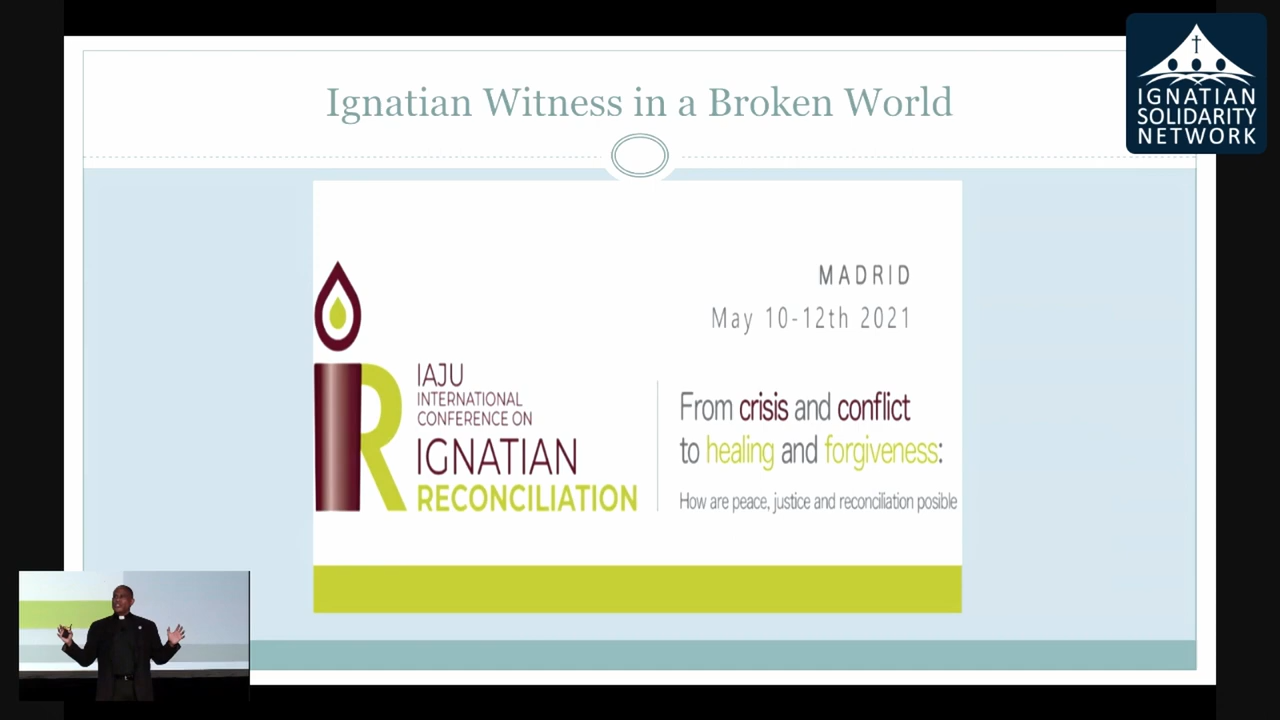 Ignatian Witness in a Broken World
IGNATIAN
SOLIDARITY
NETWORK
MADRID
May 10-12th 2021
iR
IAJU
INTERNATIONAL
CONFERENCE ON
IGNATIAN
RECONCILIATION
From crisis and conflict
to healing and forgiveness:
How are peace, justice and reconciliation posible